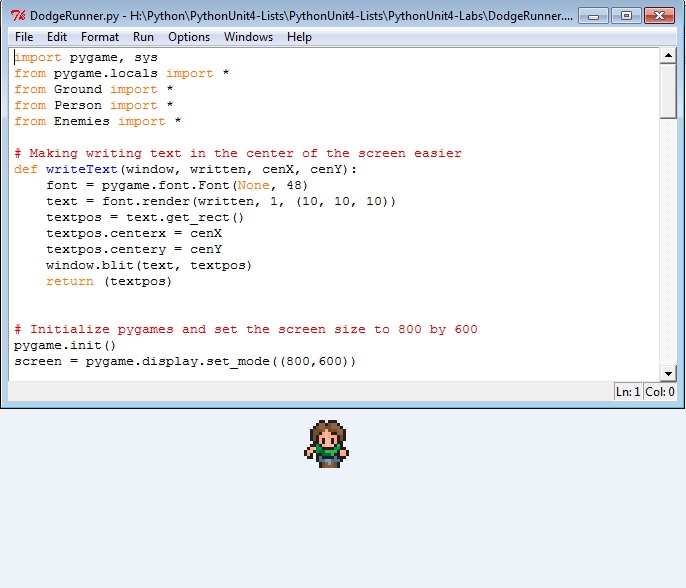 DodgeRunner.py - H:\Python\PythonUnit4-Lists\PythonUnit4-Lists\PythonUnit4-Labs\DodgeRunner....
File Edit Format Run Options Windows Help
import pygame, sys
from pygame.locals import *
from Ground import *
from Person import *
from Enemies import *

# Making writing text in the center of the screen easier
def writeText(window, written, cenX, cenY):
    font = pygame.font.Font(None, 48)
    text = font.render(written, 1, (10, 10, 10))
    textpos = text.get_rect()
    textpos.centerx = cenX
    textpos.centery = cenY
    window.blit(text, textpos)
    return (textpos)

# Initialize pygames and set the screen size to 800 by 600
pygame.init()
screen = pygame.display.set_mode((800,600))
Ln: 1 Col: 0